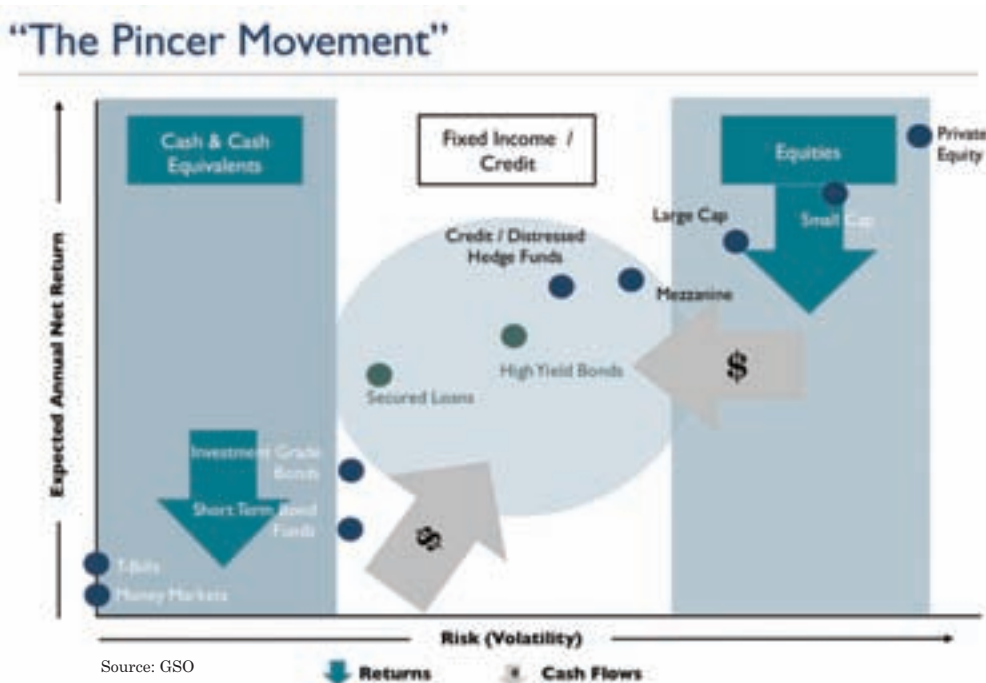 “The Pincer Movement”
Cash & Cash
Equivalents
Fixed Income /
Credit
Equities
Private
Equity
Small Cap
Large Cap
Credit / Distressed
Hedge Funds
Mezzanine
High Yield Bonds
$
Secured Loans
Investment Grade
Bonds
Short Term Bond
Funds
$
T-Bills
Money Markets
Expected Annual Net Return
Risk (Volatility)
Source: GSO
Returns
$ Cash Flows